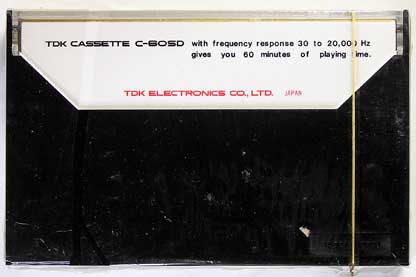 TDK CASSETTE C-60SD with frequency response 30 to 20,000 Hz
gives you 60 minutes of playing time.
TDK ELECTRONICS CO., LTD. JAPAN